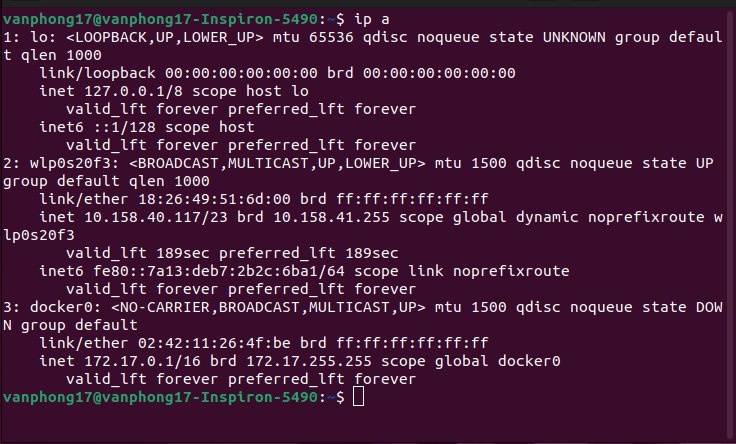 vanphong17@vanphong17-Inspiron-5490:~$ ip a
1: lo: <LOOPBACK,UP,LOWER_UP> mtu 65536 qdisc noqueue state UNKNOWN group defaul
t qlen 1000
    link/loopback 00:00:00:00:00:00 brd 00:00:00:00:00:00
    inet 127.0.0.1/8 scope host lo
       valid_lft forever preferred_lft forever
    inet6 ::1/128 scope host
       valid_lft forever preferred_lft forever
2: wlp0s20f3: <BROADCAST,MULTICAST,UP,LOWER_UP> mtu 1500 qdisc noqueue state UP
group default qlen 1000
    link/ether 18:26:49:51:6d:00 brd ff:ff:ff:ff:ff:ff
    inet 10.158.40.117/23 brd 10.158.41.255 scope global dynamic noprefixroute w
lp0s20f3
       valid_lft 189sec preferred_lft 189sec
    inet6 fe80::7a13:deb7:2b2c:6ba1/64 scope link noprefixroute
       valid_lft forever preferred_lft forever
3: docker0: <NO-CARRIER,BROADCAST,MULTICAST,UP> mtu 1500 qdisc noqueue state DOW
N group default
    link/ether 02:42:11:26:4f:be brd ff:ff:ff:ff:ff:ff
    inet 172.17.0.1/16 brd 172.17.255.255 scope global docker0
       valid_lft forever preferred_lft forever
vanphong17@vanphong17-Inspiron-5490:~$